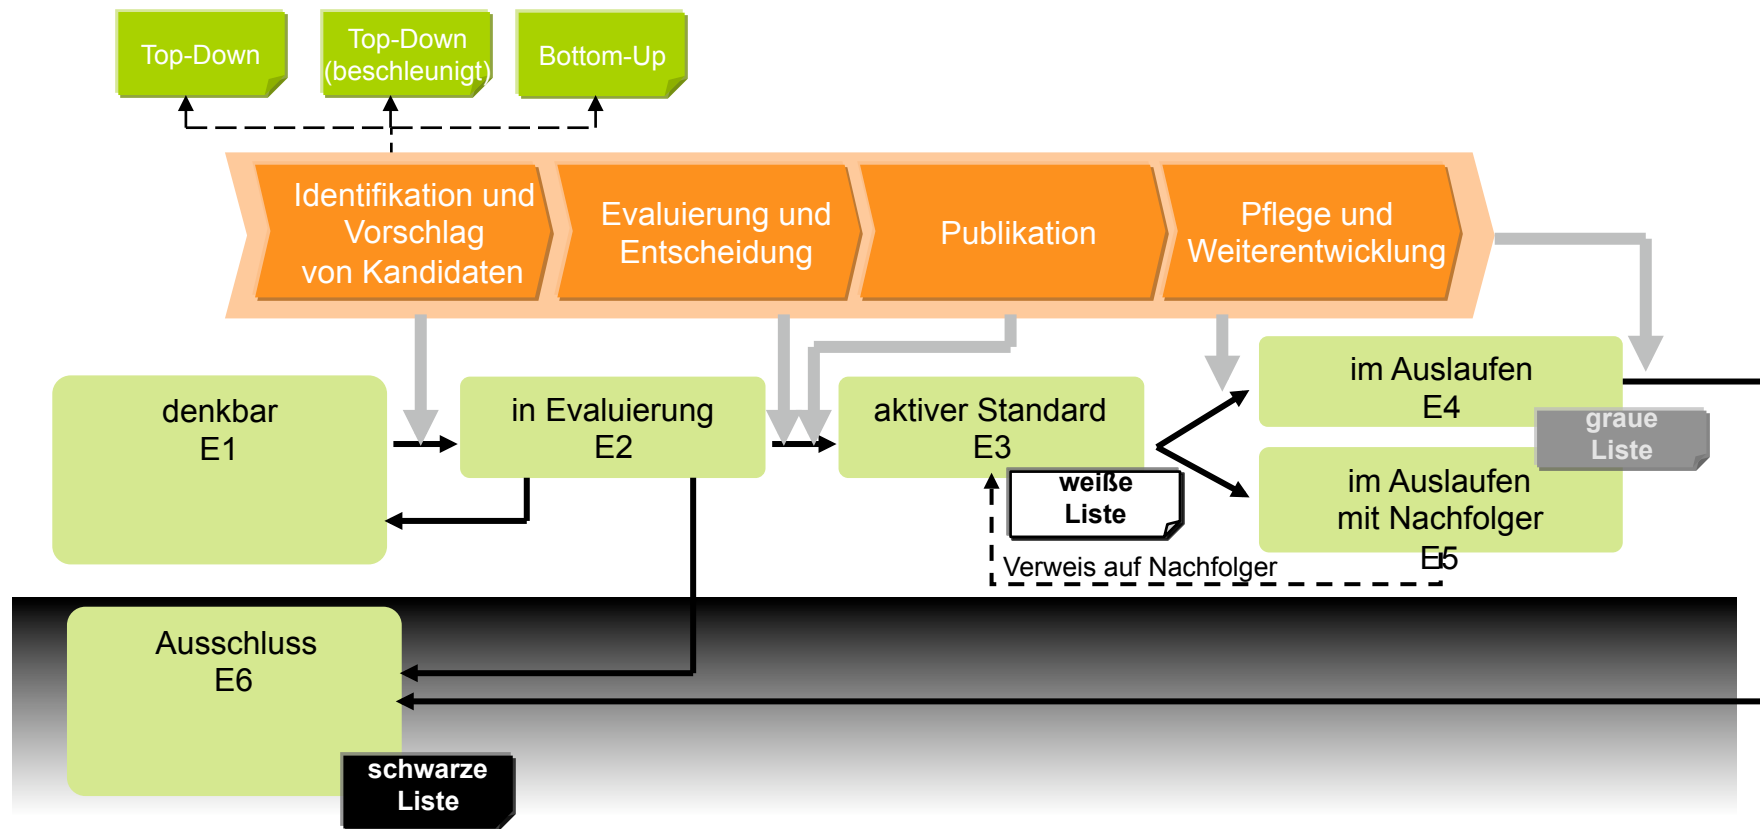 Top-Down
Top-Down
(beschleunigt)
Bottom-Up
Identifikation und
Vorschlag
von Kandidaten
Evaluierung und
Entscheidung
Publikation
Pflege und
Weiterentwicklung
denkbar
E1
in Evaluierung
E2
aktiver Standard
E3
weiße
Liste
im Auslaufen
E4
graue
Liste
im Auslaufen
mit Nachfolger
E5
Verweis auf Nachfolger
Ausschluss
E6
schwarze
Liste